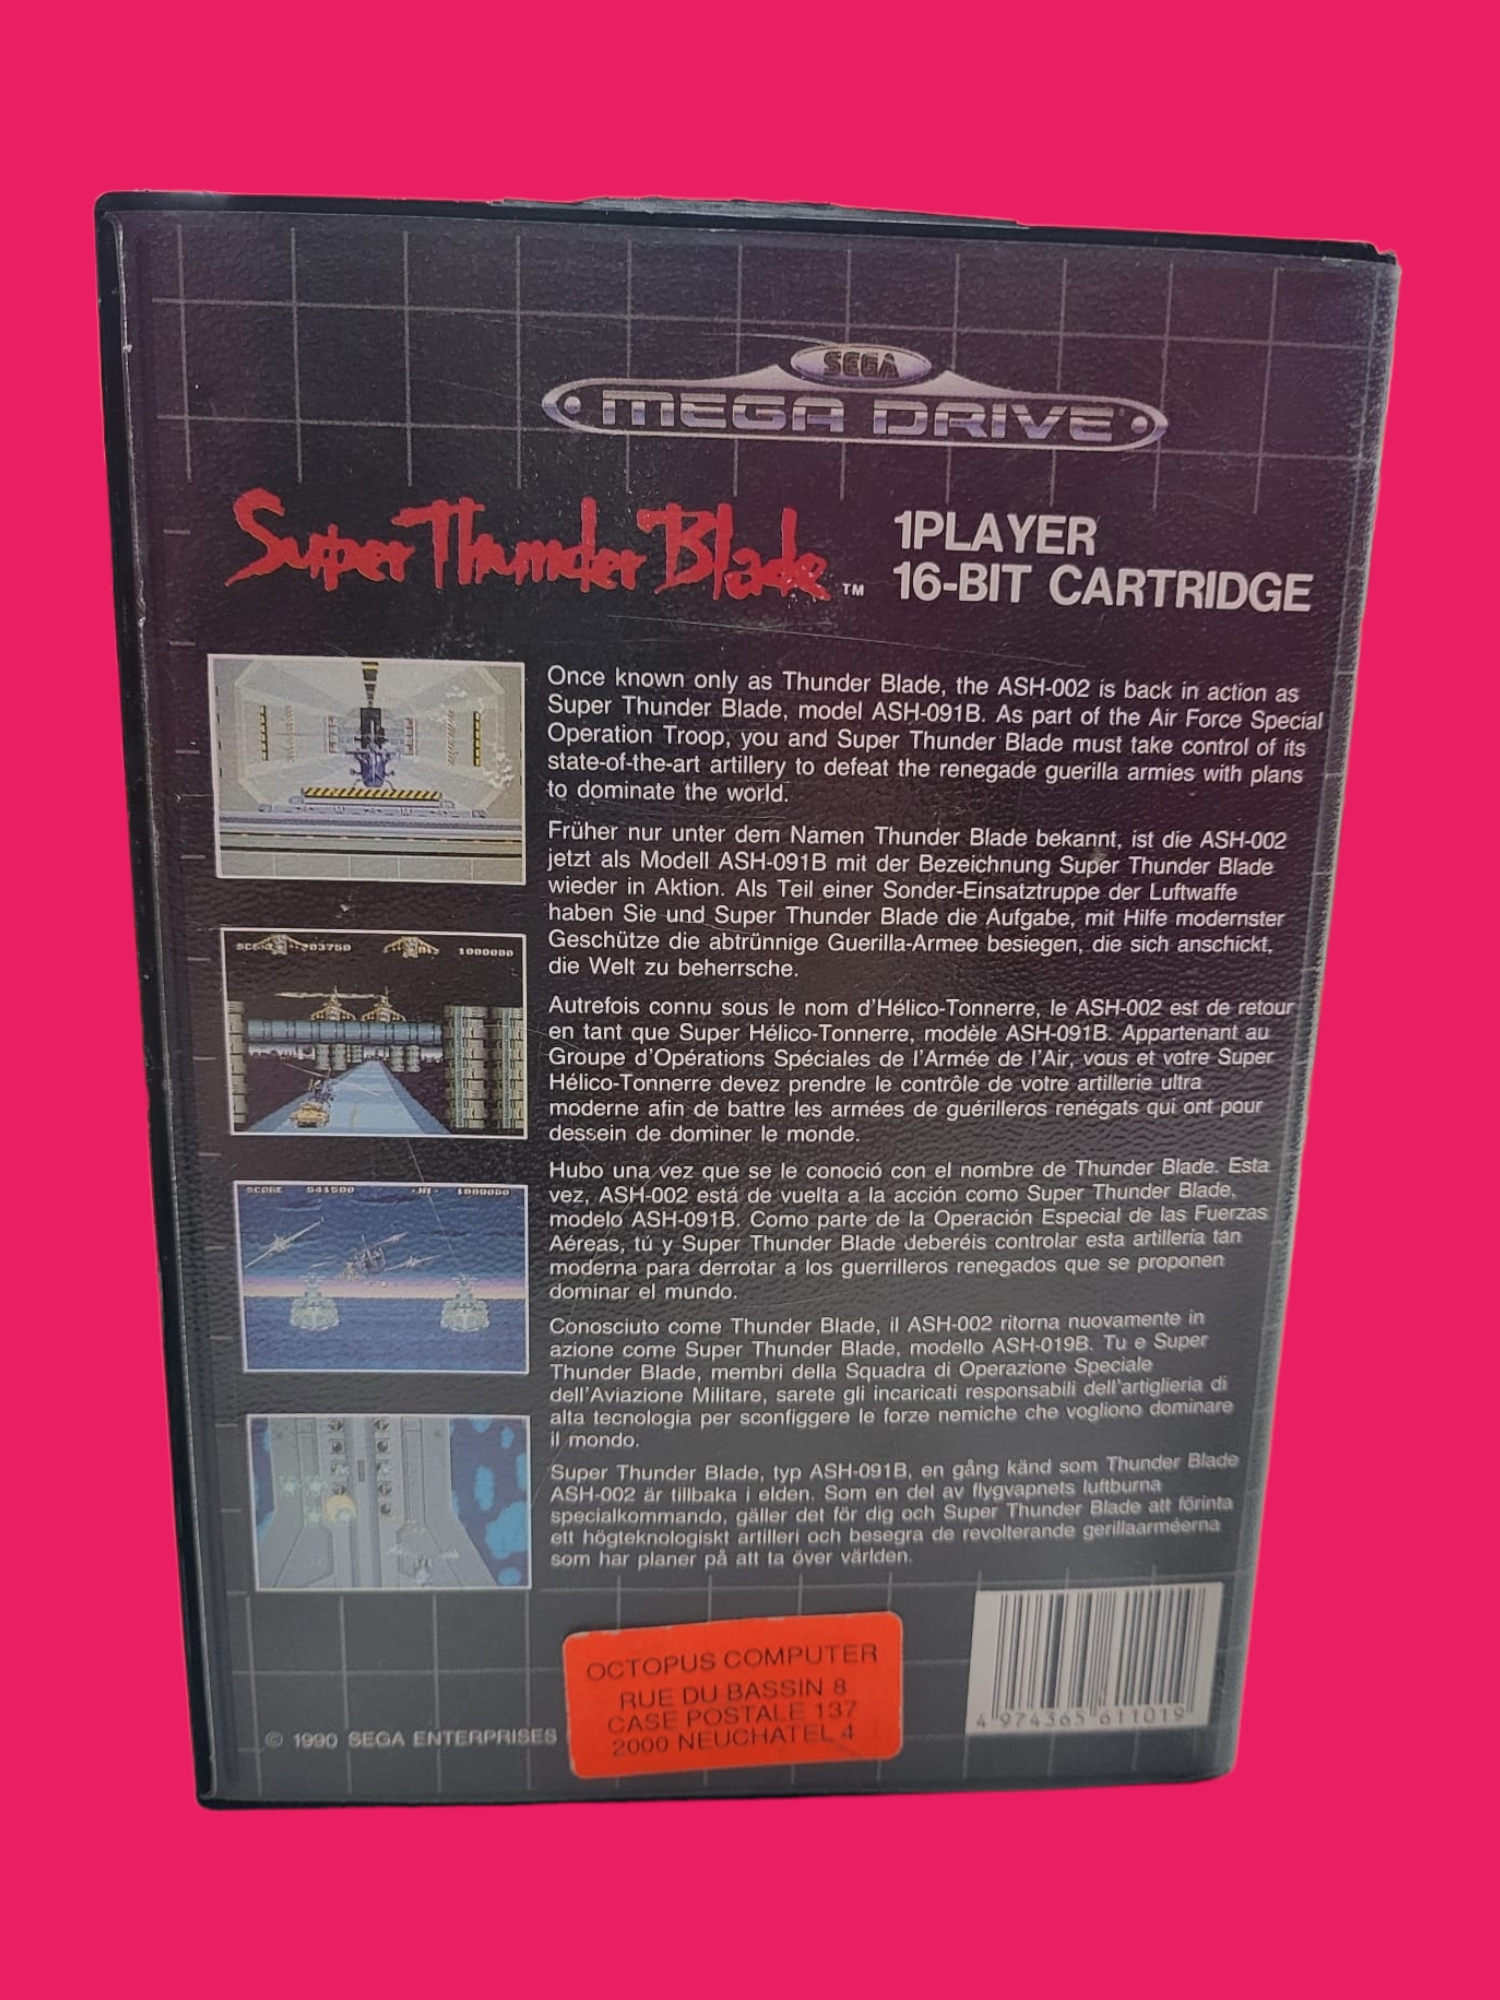 SEGA
MEGA DRIVE
Super Thunder Blade TM
1PLAYER
16-BIT CARTRIDGE
Once known only as Thunder Blade, the ASH-002 is back in action as
Super Thunder Blade, model ASH-091B. As part of the Air Force Special
Operation Troop, you and Super Thunder Blade must take control of its
state-of-the-art artillery to defeat the renegade guerilla armies with plans
to dominate the world.
Früher nur unter dem Namen Thunder Blade bekannt, ist die ASH-002
jetzt als Modell ASH-091B mit der Bezeichnung Super Thunder Blade
wieder in Aktion. Als Teil einer Sonder-Einsatztruppe der Luftwaffe
haben Sie und Super Thunder Blade die Aufgabe, mit Hilfe modernster
Geschütze die abtrünnige Guerilla-Armee besiegen, die sich anschickt,
die Welt zu beherrsche.
Autrefois connu sous le nom d'Hélico-Tonnerre, le ASH-002 est de retour
en tant que Super Hélico-Tonnerre, modèle ASH-091B. Appartenant au
Groupe d'Opérations Spéciales de l'Armée de l'Air, vous et votre Super
Hélico-Tonnerre devez prendre le contrôle de votre artillerie ultra
moderne afin de battre les armées de guérilleros renégats qui ont pour
dessein de dominer le monde.
Hubo una vez que se le conoció con el nombre de Thunder Blade. Esta
vez, ASH-002 está de vuelta a la acción como Super Thunder Blade,
modelo ASH-091B. Como parte de la Operación Especial de las Fuerzas
Aéreas, tú y Super Thunder Blade deberéis controlar esta artillería tan
moderna para derrotar a los guerrilleros renegados que se proponen
dominar el mundo.
Conosciuto come Thunder Blade, il ASH-002 ritorna nuovamente in
azione come Super Thunder Blade, modello ASH-019B. Tu e Super
Thunder Blade, membri della Squadra di Operazione Speciale
dell'Aviazione Militare, sarete gli incaricati responsabili dell'artiglieria di
alta tecnologia per sconfiggere le forze nemiche che vogliono dominare
il mondo.
Super Thunder Blade, typ ASH-091B, en gång känd som Thunder Blade
ASH-002 är tillbaka i elden. Som en del av flygvapnets luftburna
specialkommando, gäller det för dig och Super Thunder Blade att förinta
ett högteknologiskt artilleri och besegra de revolterande gerillaarméerna
som har planer på att ta över världen.
203750 1000000
SCORE 541500 1000000
© 1990 SEGA ENTERPRISES
OCTOPUS COMPUTER
RUE DU BASSIN 8
CASE POSTALE 137
2000 NEUCHATEL 4
4 974365 611019